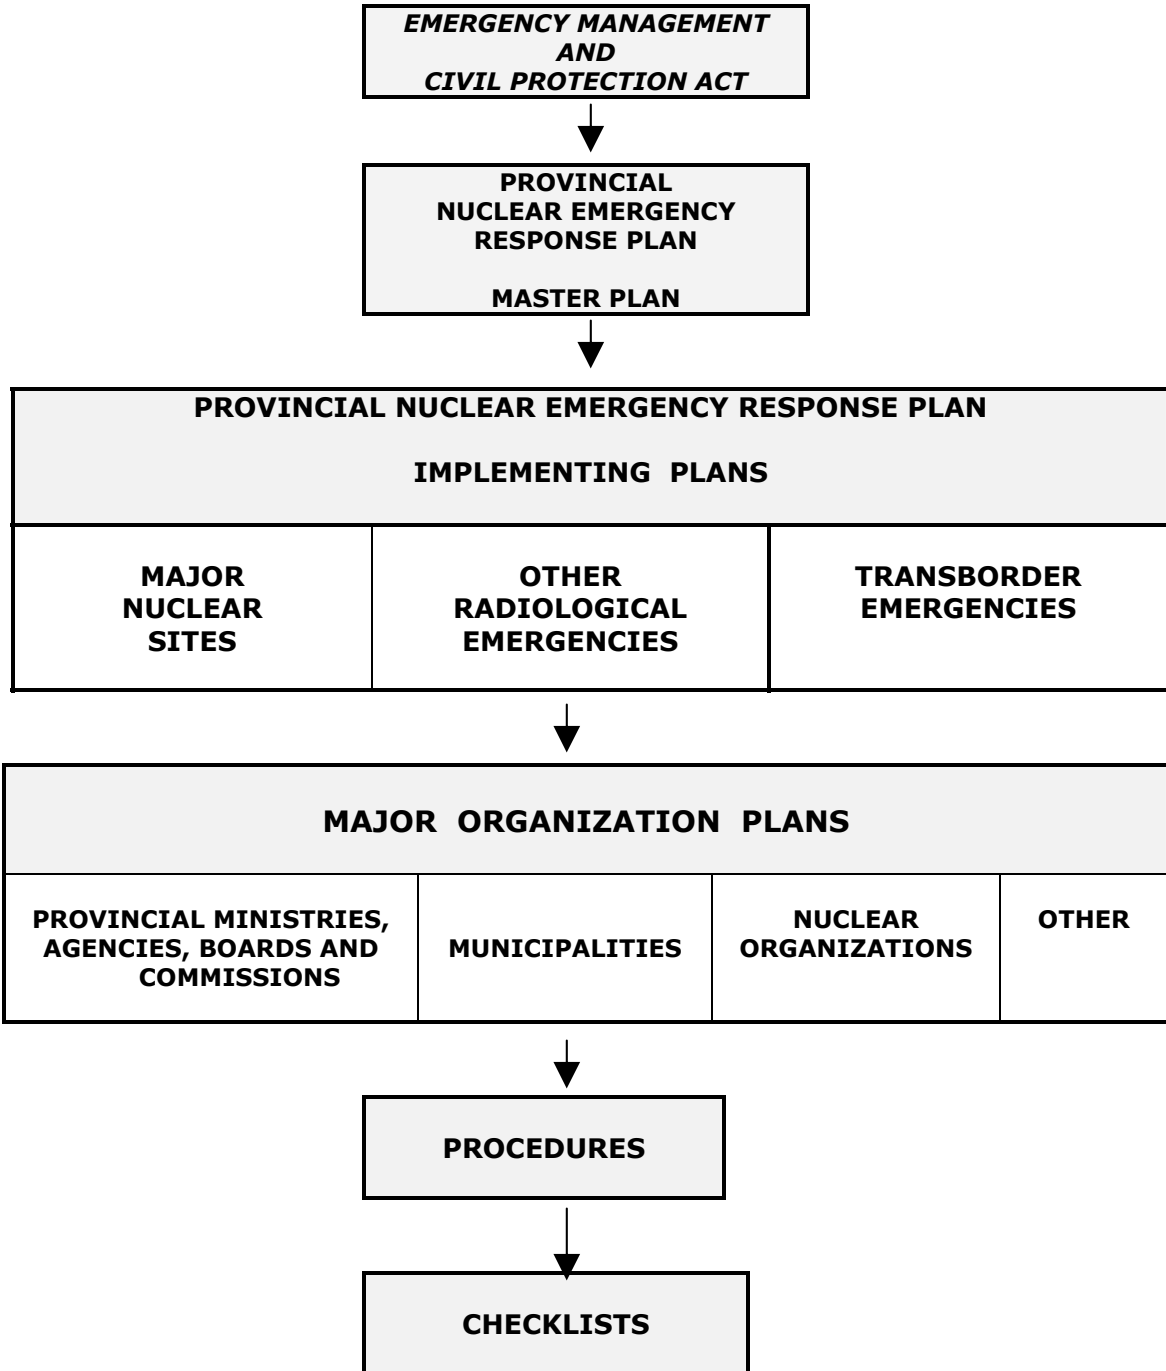 EMERGENCY MANAGEMENT
AND
CIVIL PROTECTION ACT
PROVINCIAL
NUCLEAR EMERGENCY
RESPONSE PLAN
MASTER PLAN
PROVINCIAL NUCLEAR EMERGENCY RESPONSE PLAN
IMPLEMENTING PLANS
MAJOR
NUCLEAR
SITES
OTHER
RADIOLOGICAL
EMERGENCIES
TRANSBORDER
EMERGENCIES
MAJOR ORGANIZATION PLANS
PROVINCIAL MINISTRIES,
AGENCIES, BOARDS AND
COMMISSIONS
MUNICIPALITIES
NUCLEAR
ORGANIZATIONS
OTHER
PROCEDURES
CHECKLISTS